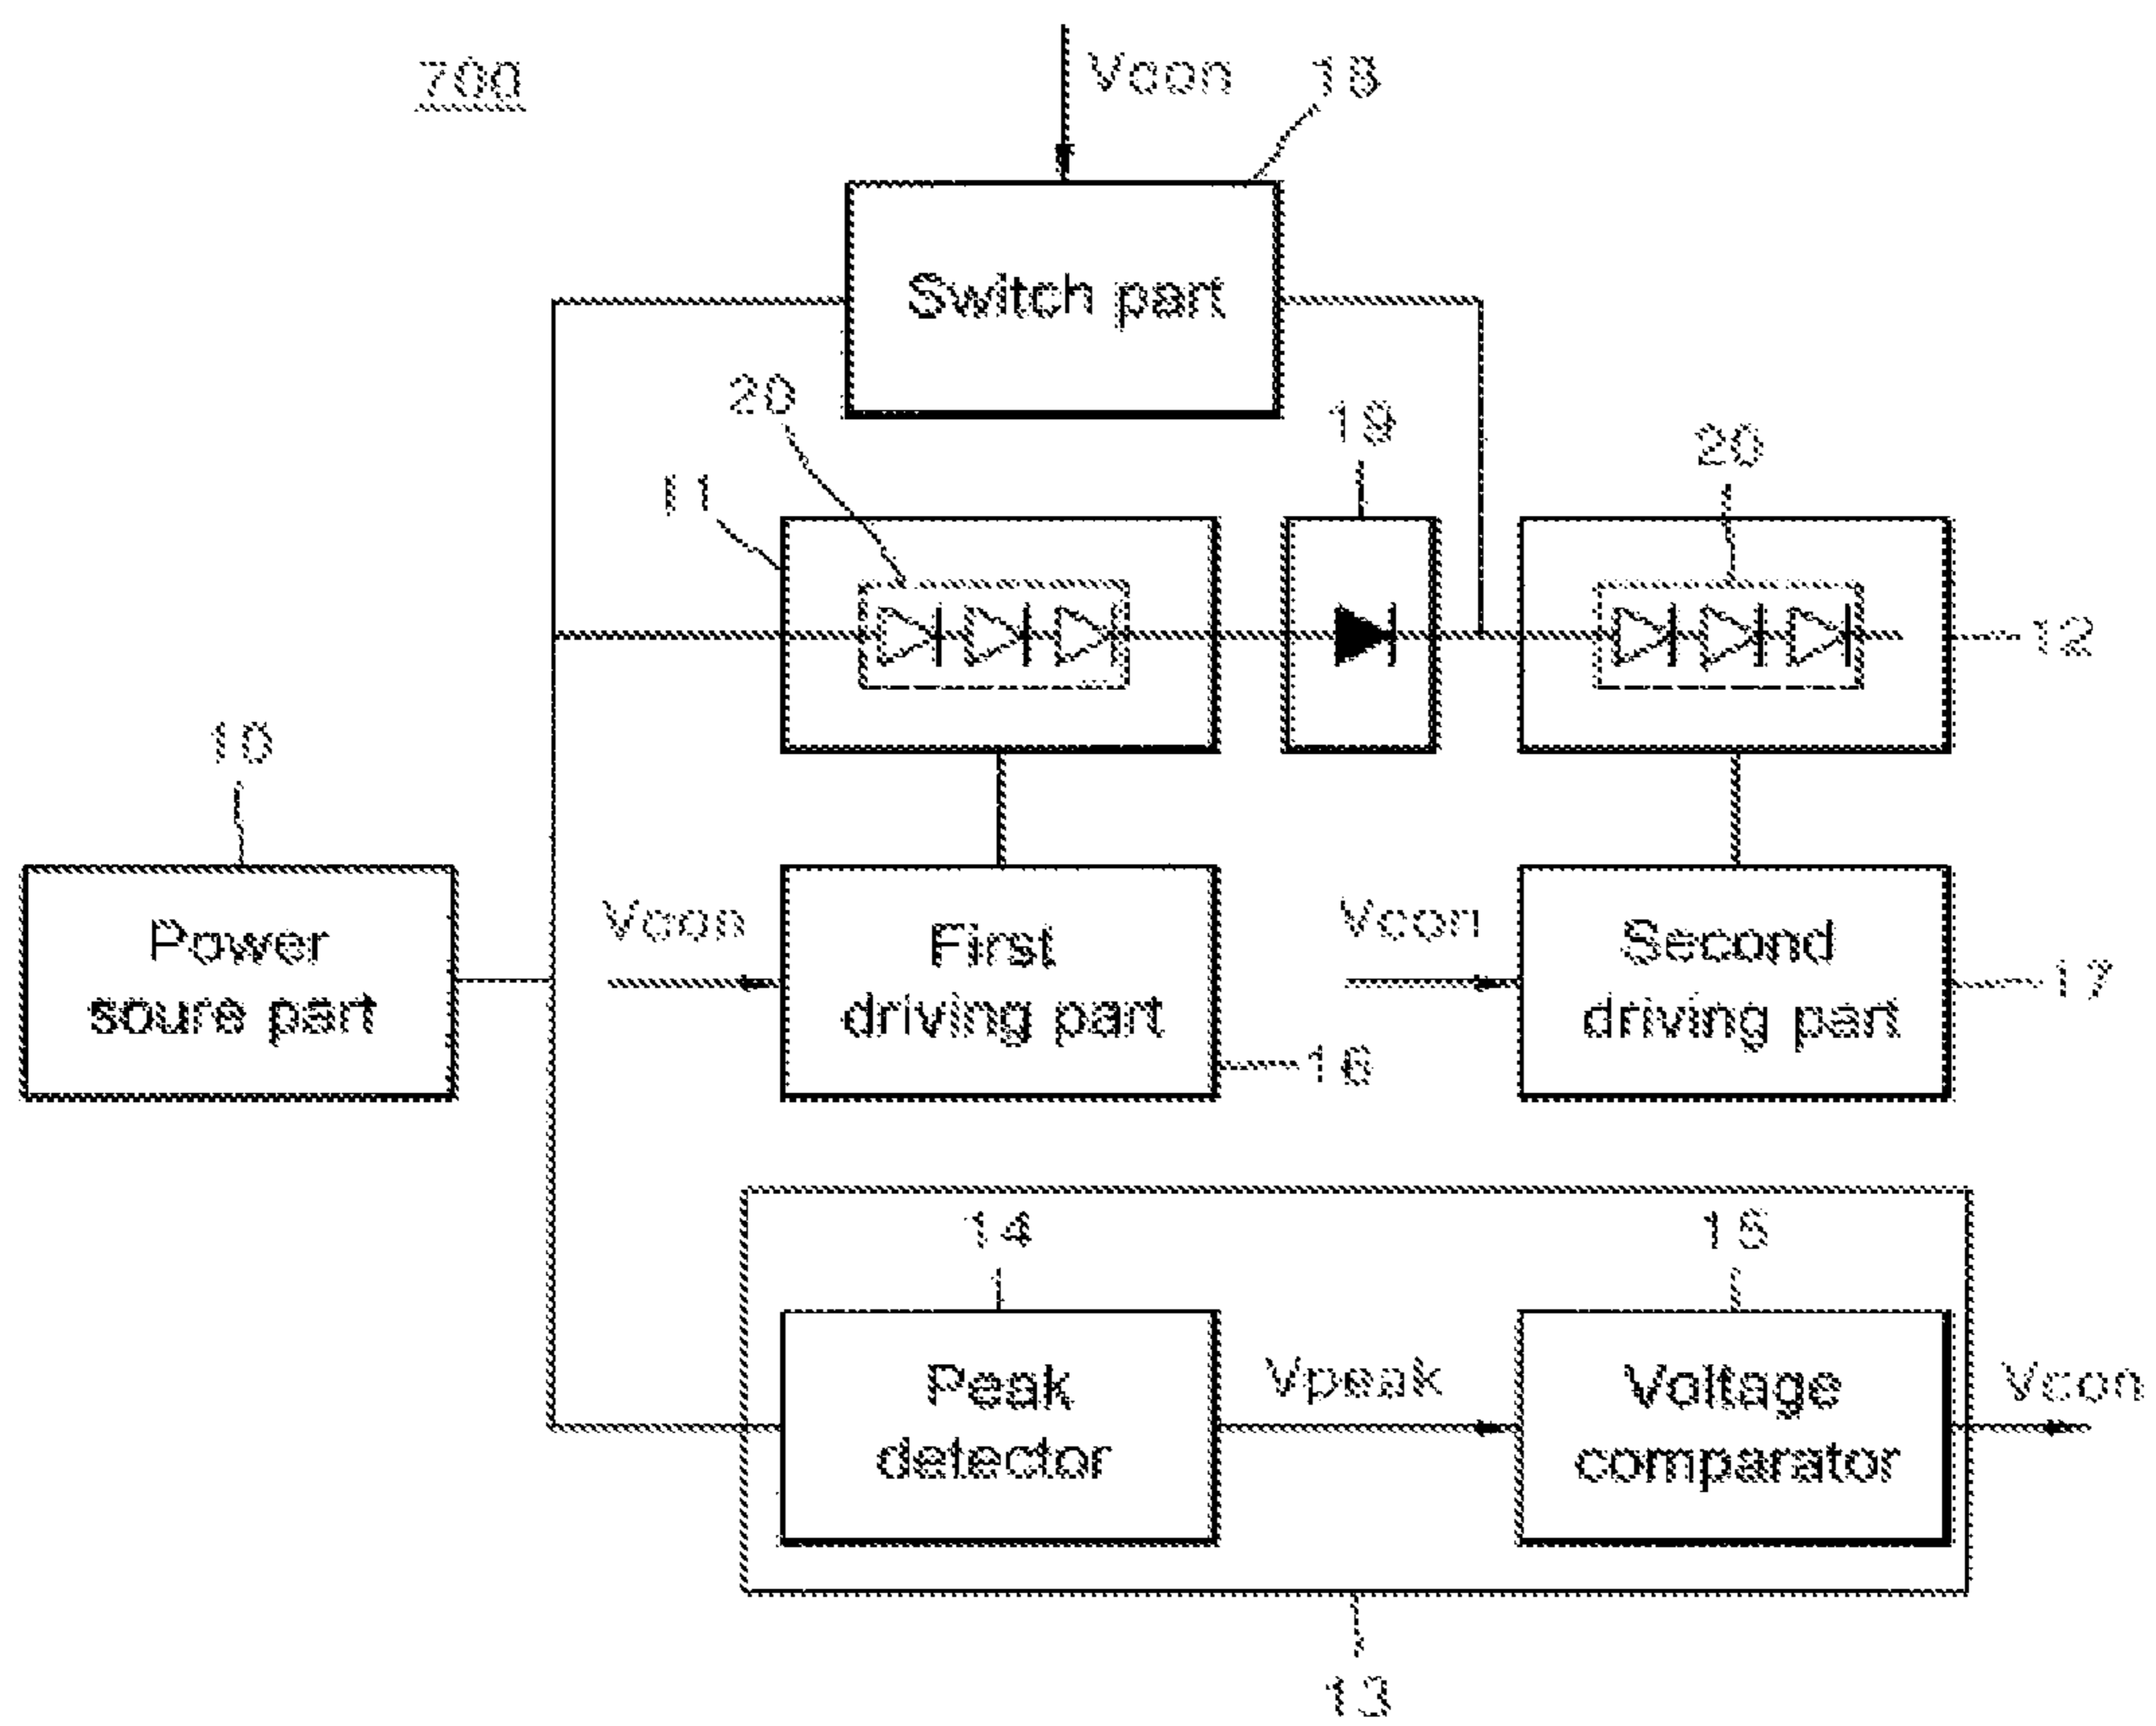 700
Vcon
18
Switch part
20
19
20
11
12
10
Power
soure part
Vcon
First
driving part
16
Vcon
Second
driving part
17
14
15
Peak
detector
Vpeak
Voltage
comparator
Vcon
13